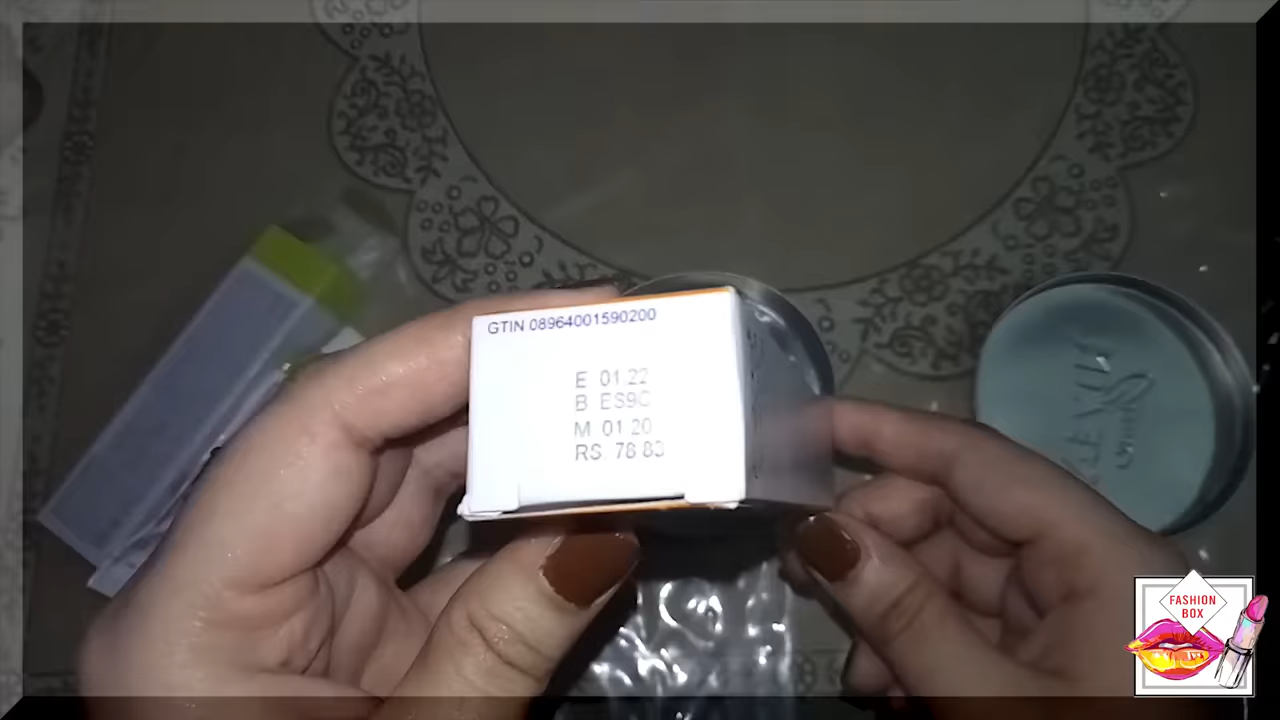 GTIN 08964001590200
E 01.22
B ES9C
M 01.20
RS. 78.83
FASHION
BOX